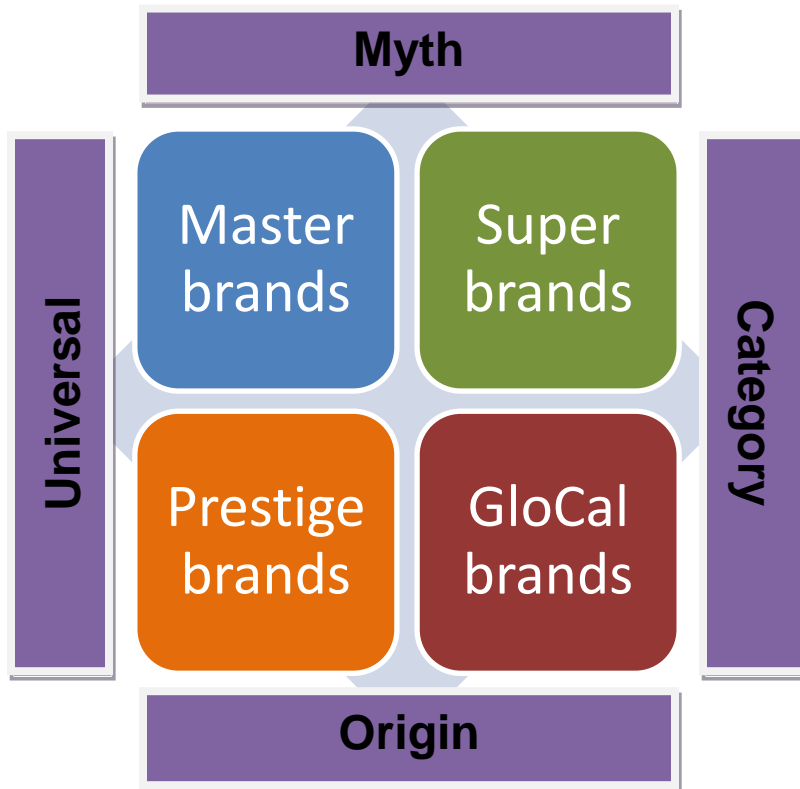 Myth
Universal
Master
brands
Super
brands
Category
Prestige
brands
GloCal
brands
Origin